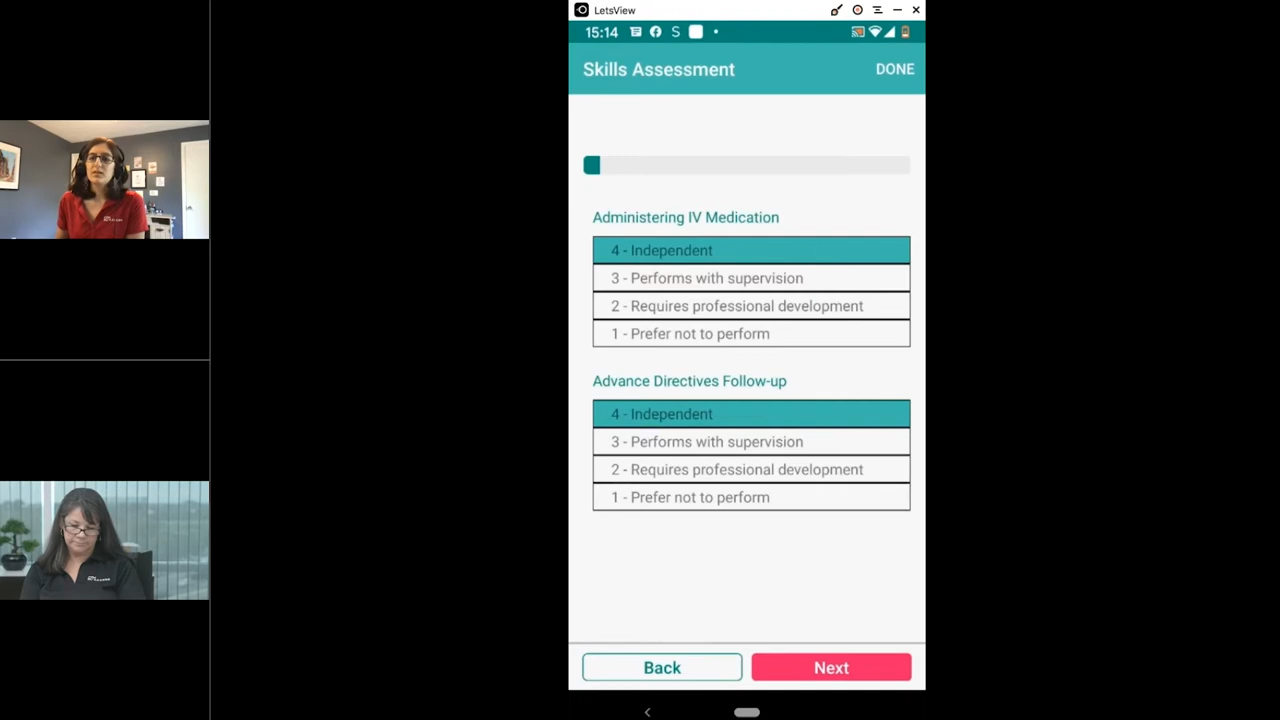 LetsView
15:14
Skills Assessment
DONE
Administering IV Medication
4 - Independent
3 - Performs with supervision
2 - Requires professional development
1 - Prefer not to perform
Advance Directives Follow-up
4 - Independent
3 - Performs with supervision
2 - Requires professional development
1 - Prefer not to perform
Back
Next